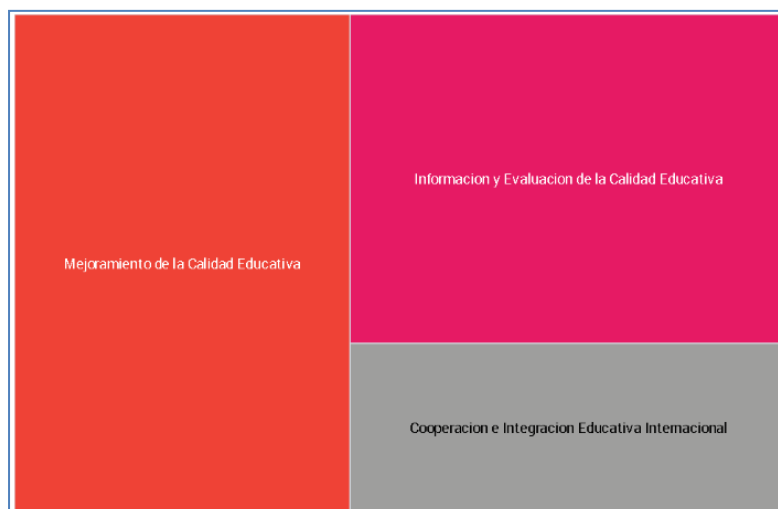 Informacion y Evaluacion de la Calidad Educativa
Mejoramiento de la Calidad Educativa
Cooperacion e Integracion Educativa Internacional